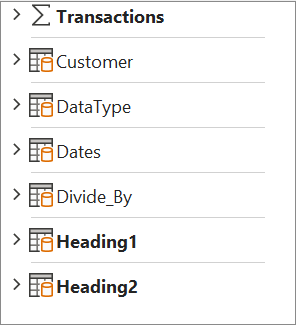 Transactions
Customer
DataType
Dates
Divide_By
Heading1
Heading2